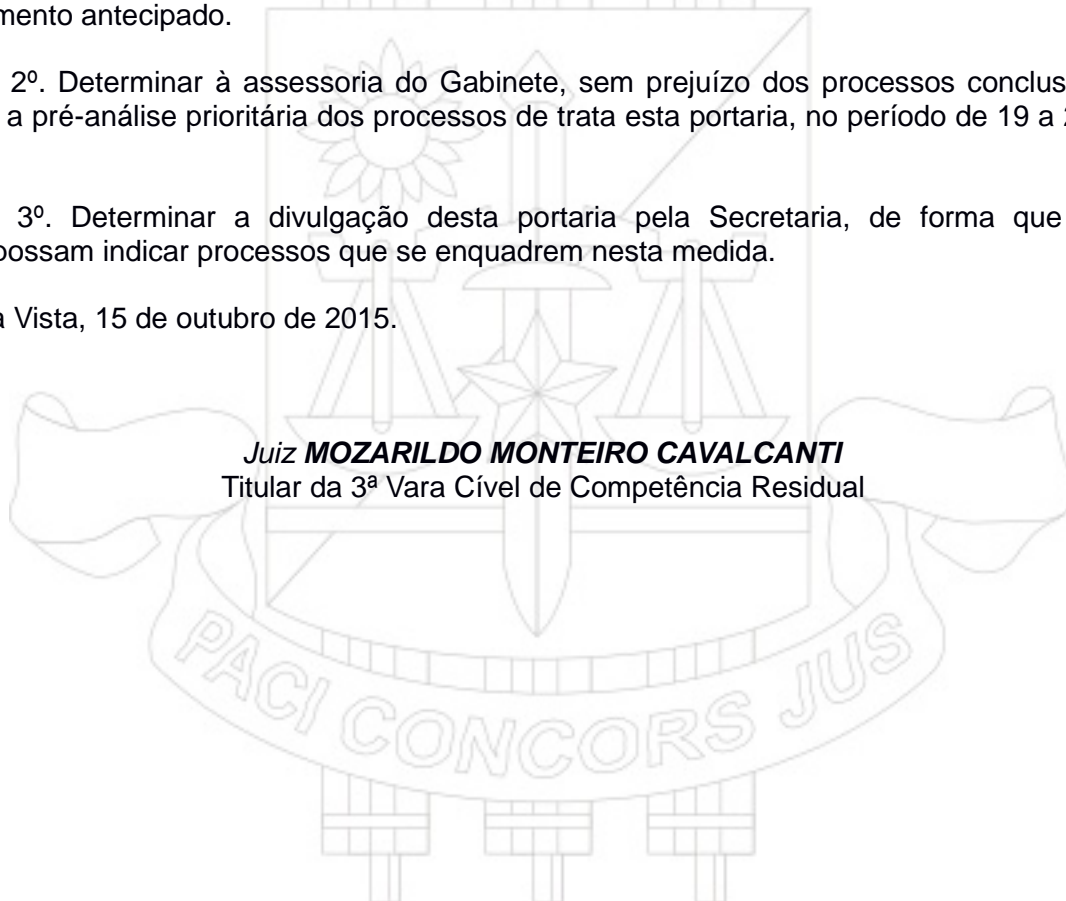 mento antecipado.
2º. Determinar à assessoria do Gabinete, sem prejuízo dos processos conclus
a pré-análise prioritária dos processos de trata esta portaria, no período de 19 a
3º. Determinar a divulgação desta portaria pela Secretaria, de forma que
possam indicar processos que se enquadrem nesta medida.
a Vista, 15 de outubro de 2015.
Juiz MOZARILDO MONTEIRO CAVALCANTI
Titular da 3ª Vara Cível de Competência Residual
PACI CONCORS JUS